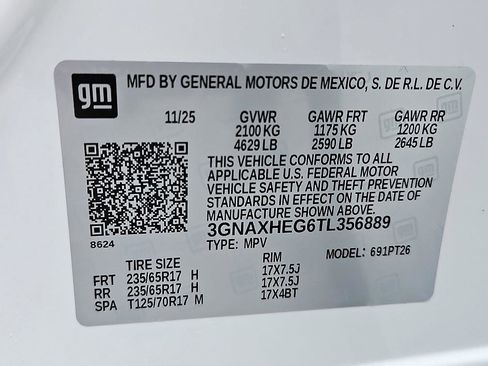 gm MFD BY GENERAL MOTORS DE MEXICO, S. DE R.L. DE C.V.
11/25 GVWR GAWR FRT GAWR RR
2100 KG 1175 KG 1200 KG
4629 LB 2590 LB 2645 LB
THIS VEHICLE CONFORMS TO ALL
APPLICABLE U.S. FEDERAL MOTOR
VEHICLE SAFETY AND THEFT PREVENTION
STANDARDS IN EFFECT ON THE DATE OF
MANUFACTURE SHOWN ABOVE.
3GNAXHEG6TL356889
8624 TYPE: MPV MODEL: 691PT26
TIRE SIZE RIM
FRT 235/65R17 H 17X7.5J
RR 235/65R17 H 17X7.5J
SPA T125/70R17 M 17X4BT